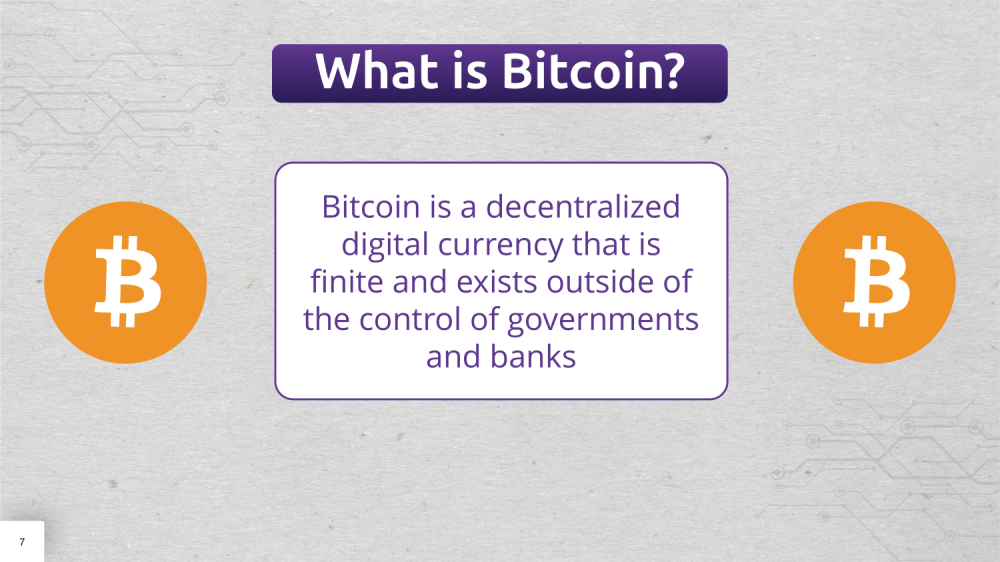 What is Bitcoin?
Bitcoin is a decentralized
digital currency that is
finite and exists outside of
the control of governments
and banks
7